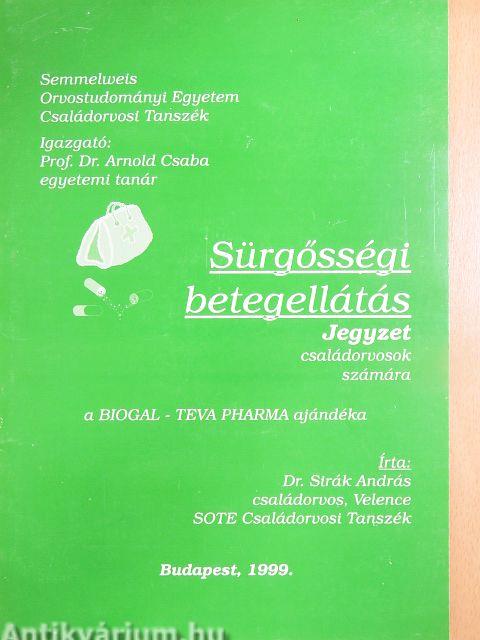 Semmelweis
Orvostudományi Egyetem
Családorvosi Tanszék
Igazgató:
Prof. Dr. Arnold Csaba
egyetemi tanár
Sürgősségi
betegellátás
Jegyzet
családorvosok
számára
a BIOGAL - TEVA PHARMA ajándéka
Írta:
Dr. Sirák András
családorvos, Velence
SOTE Családorvosi Tanszék
Budapest, 1999.
Antikvárium.hu